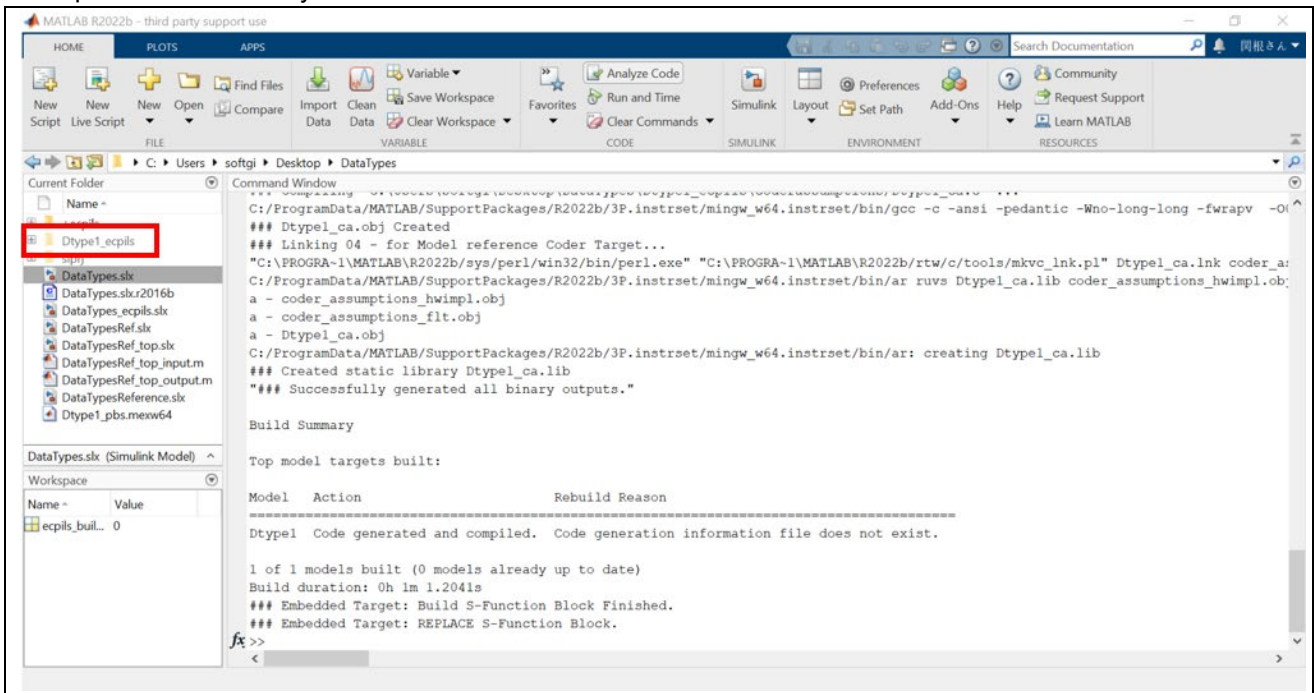 MATLAB R2022b - third party support use
HOME PLOTS APPS Search Documentation 関根さん
New Script New Live Script New Open Find Files Compare Import Data Clean Data Variable Save Workspace Clear Workspace Favorites Analyze Code Run and Time Clear Commands Simulink Layout Preferences Set Path Add-Ons Help Community Request Support Learn MATLAB
FILE VARIABLE CODE SIMULINK ENVIRONMENT RESOURCES
C: Users softgi Desktop DataTypes
Current Folder
Name
Dtype1_ecpils
slprj
DataTypes.slx
DataTypes.slx.r2016b
DataTypes_ecpils.slx
DataTypesRef.slx
DataTypesRef_top.slx
DataTypesRef_top_input.m
DataTypesRef_top_output.m
DataTypesReference.slx
Dtype1_pbs.mexw64
DataTypes.slx (Simulink Model)
Workspace
Name Value
ecpils_buil... 0
Command Window
C:/ProgramData/MATLAB/SupportPackages/R2022b/3P.instrset/mingw_w64.instrset/bin/gcc -c -ansi -pedantic -Wno-long-long -fwrapv
### Dtype1_ca.obj Created
### Linking 04 - for Model reference Coder Target...
"C:\PROGRA~1\MATLAB\R2022b/sys/perl/win32/bin/perl.exe" "C:\PROGRA~1\MATLAB\R2022b/rtw/c/tools/mkvc_lnk.pl" Dtype1_ca.lnk
C:/ProgramData/MATLAB/SupportPackages/R2022b/3P.instrset/mingw_w64.instrset/bin/ar ruvs Dtype1_ca.lib coder_assumptions_hwimpl.obj
a - coder_assumptions_hwimpl.obj
a - coder_assumptions_flt.obj
a - Dtype1_ca.obj
C:/ProgramData/MATLAB/SupportPackages/R2022b/3P.instrset/mingw_w64.instrset/bin/ar: creating Dtype1_ca.lib
### Created static library Dtype1_ca.lib
"### Successfully generated all binary outputs."
Build Summary
Top model targets built:
Model Action Rebuild Reason
=====================================================================================
Dtype1 Code generated and compiled. Code generation information file does not exist.
1 of 1 models built (0 models already up to date)
Build duration: 0h 1m 1.2041s
### Embedded Target: Build S-Function Block Finished.
### Embedded Target: REPLACE S-Function Block.
fx >>